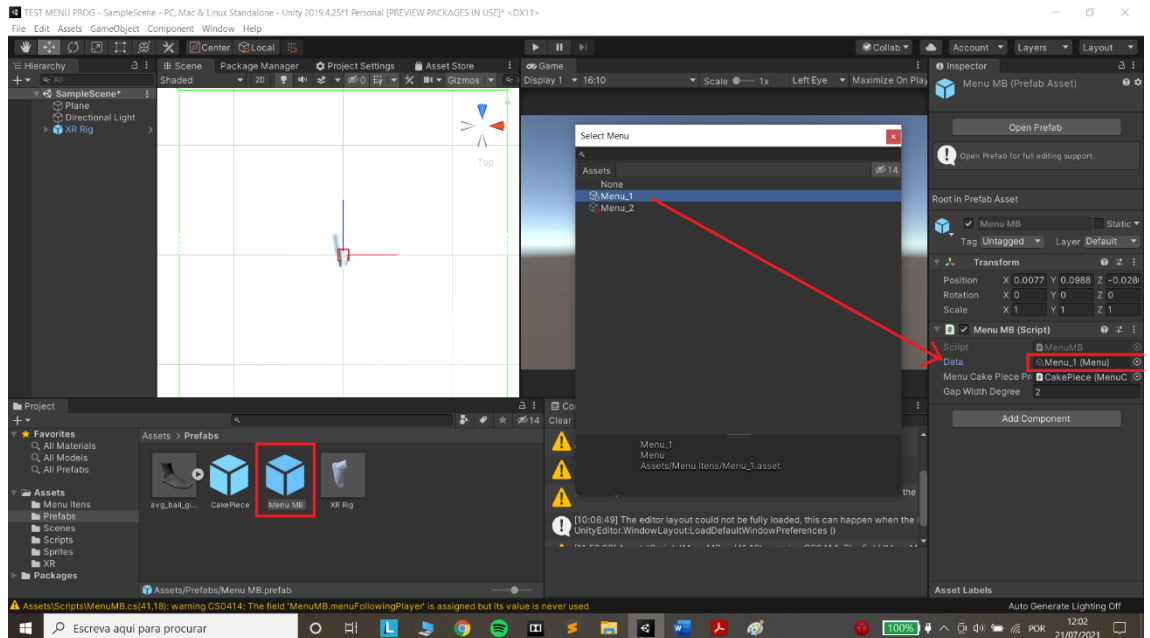 TEST MENU PROG - SampleScene - PC, Mac & Linux Standalone - Unity 2019.4.25f1 Personal [PREVIEW PACKAGES IN USE]* <DX11>
File Edit Assets GameObject Component Window Help
Center Local
Collab Account Layers Layout
Hierarchy
All
SampleScene*
Plane
Directional Light
XR Rig
Scene Package Manager Project Settings Asset Store
Shaded 2D 0 Gizmos
Top
Game
Display 1 16:10 Scale 1x Left Eye Maximize On Play
Select Menu
Assets 14
None
Menu_1
Menu_2
Menu_1
Menu
Assets/Menu Itens/Menu_1.asset
Inspector
Menu MB (Prefab Asset)
Open Prefab
Open Prefab for full editing support.
Root in Prefab Asset
Menu MB Static
Tag Untagged Layer Default
Transform
Position X 0.0077 Y 0.0988 Z -0.028
Rotation X 0 Y 0 Z 0
Scale X 1 Y 1 Z 1
Menu MB (Script)
Script MenuMB
Data Menu_1 (Menu)
Menu Cake Piece Pr CakePiece (MenuC
Gap Width Degree 2
Add Component
Asset Labels
Project
14
Favorites
All Materials
All Models
All Prefabs
Assets
Menu Itens
Prefabs
Scenes
Scripts
Sprites
XR
Packages
Assets > Prefabs
avg_ball_gi... CakePiece Menu MB XR Rig
Assets/Prefabs/Menu MB.prefab
Co
Clear
the
[10:08:49] The editor layout could not be fully loaded, this can happen when the
UnityEditor.WindowLayout:LoadDefaultWindowPreferences ()
Assets\Scripts\MenuMB.cs(41,18): warning CS0414: The field 'MenuMB.menuFollowingPlayer' is assigned but its value is never used
Auto Generate Lighting Off
Escreva aqui para procurar
100%
POR
12:02
21/07/2021